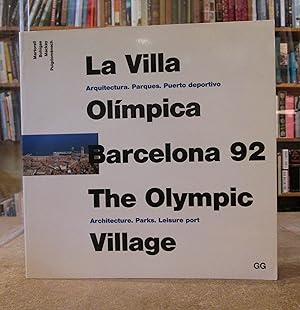 Martorell
Bohigas
Mackay
Puigdomènech
La Villa
Arquitectura. Parques. Puerto deportivo
Olímpica
Barcelona 92
The Olympic
Architecture. Parks. Leisure port
Village
GG